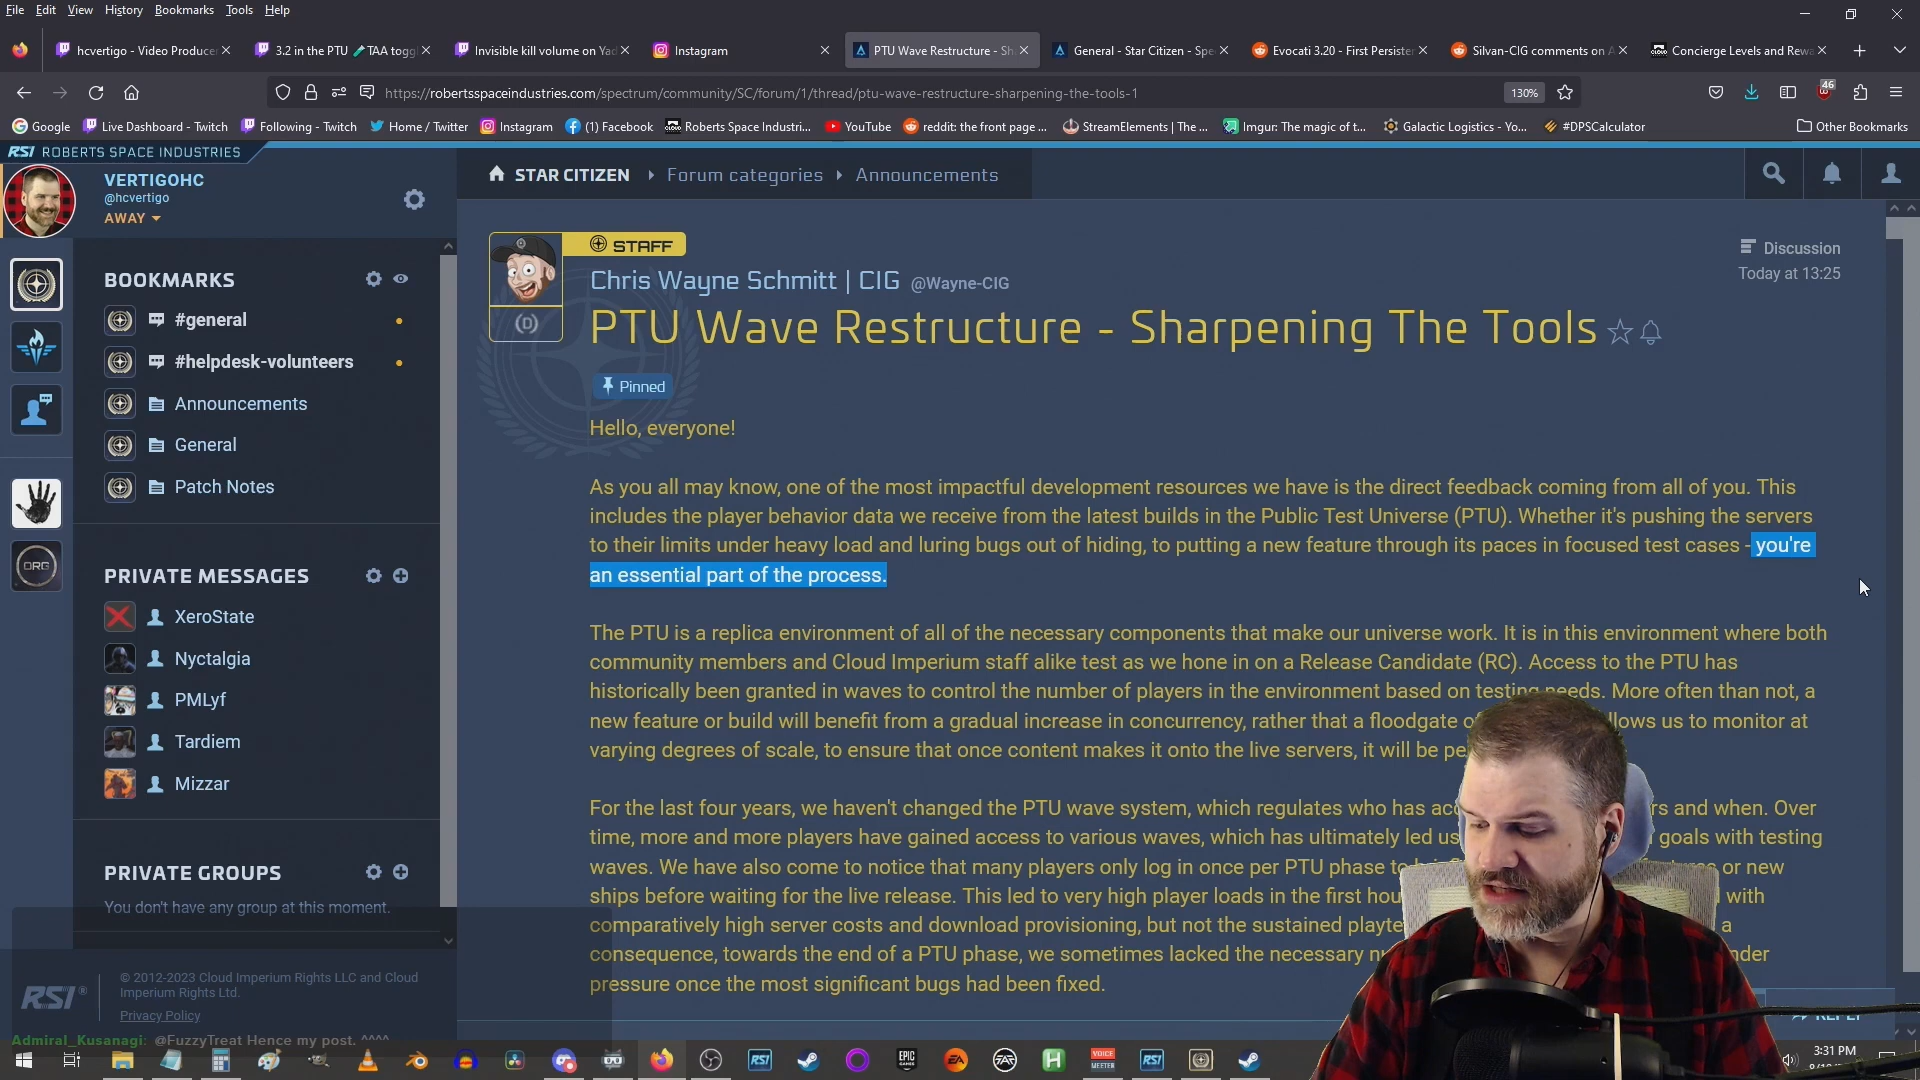 File Edit View History Bookmarks Tools Help
hcvertigo - Video Producer
3.2 in the PTU TAA togg
Invisible kill volume on Ya
Instagram
PTU Wave Restructure - Sh
General - Star Citizen - Spe
Evocati 3.20 - First Persister
Silvan-CIG comments on A
Concierge Levels and Rewa
https://robertsspaceindustries.com/spectrum/community/SC/forum/1/thread/ptu-wave-restructure-sharpening-the-tools-1
130%
46
Google Live Dashboard - Twitch Following - Twitch Home / Twitter Instagram (1) Facebook Roberts Space Industri... YouTube reddit: the front page ... StreamElements | The ... Imgur: The magic of t... Galactic Logistics - Yo... #DPSCalculator Other Bookmarks
RSI ROBERTS SPACE INDUSTRIES
VERTIGOHC
@hcvertigo
AWAY
STAR CITIZEN Forum categories Announcements
BOOKMARKS
#general
#helpdesk-volunteers
Announcements
General
Patch Notes
ORG
PRIVATE MESSAGES
XeroState
Nyctalgia
PMLyf
Tardiem
Mizzar
PRIVATE GROUPS
You don't have any group at this moment.
RSI
© 2012-2023 Cloud Imperium Rights LLC and Cloud
Imperium Rights Ltd.
Privacy Policy
Admiral_Kusanagi: @FuzzyTreat Hence my post. ^^^^
STAFF
Chris Wayne Schmitt | CIG @Wayne-CIG
Discussion
Today at 13:25
PTU Wave Restructure - Sharpening The Tools
Pinned
Hello, everyone!
As you all may know, one of the most impactful development resources we have is the direct feedback coming from all of you. This
includes the player behavior data we receive from the latest builds in the Public Test Universe (PTU). Whether it's pushing the servers
to their limits under heavy load and luring bugs out of hiding, to putting a new feature through its paces in focused test cases - you're
an essential part of the process.
The PTU is a replica environment of all of the necessary components that make our universe work. It is in this environment where both
community members and Cloud Imperium staff alike test as we hone in on a Release Candidate (RC). Access to the PTU has
historically been granted in waves to control the number of players in the environment based on testing needs. More often than not, a
new feature or build will benefit from a gradual increase in concurrency, rather that a floodgate llows us to monitor at
varying degrees of scale, to ensure that once content makes it onto the live servers, it will be
For the last four years, we haven't changed the PTU wave system, which regulates who has rs and when. Over
time, more and more players have gained access to various waves, which has ultimately led goals with testing
waves. We have also come to notice that many players only log in once per PTU phase or new
ships before waiting for the live release. This led to very high player loads in the first with
comparatively high server costs and download provisioning, but not the sustained a
consequence, towards the end of a PTU phase, we sometimes lacked the necessary nder
pressure once the most significant bugs had been fixed.
3:31 PM